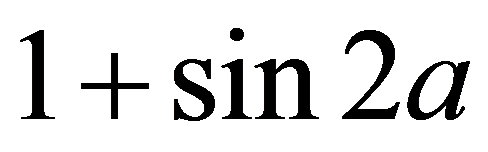 1 + sin 2a